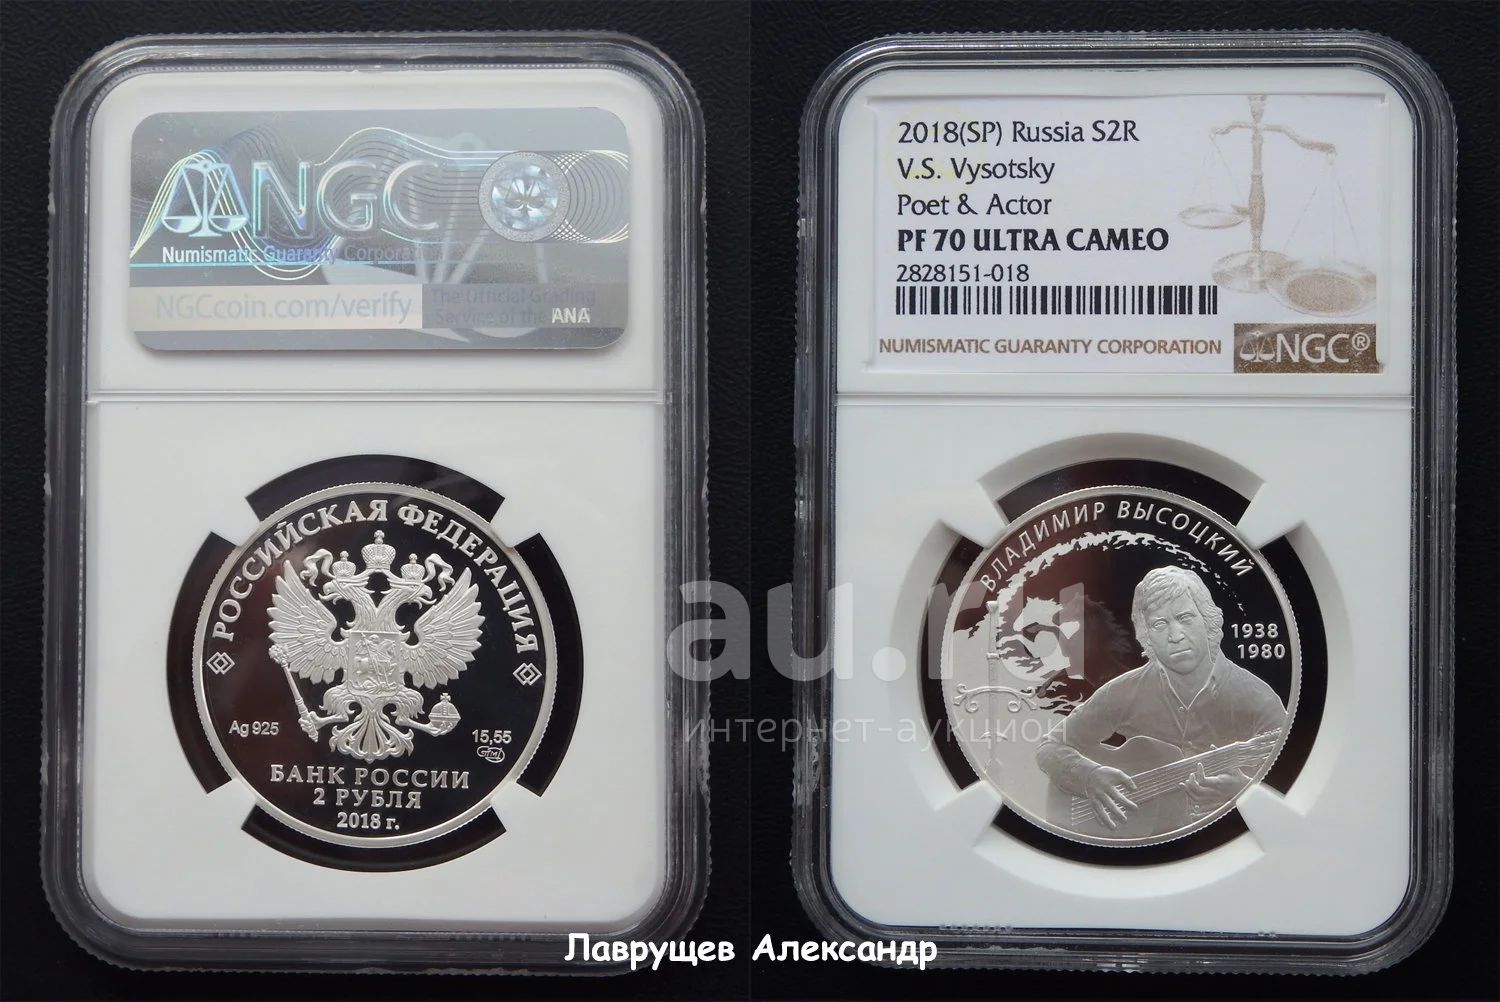 NGC
Numismatic Guaranty Corporation
NGCcoin.com/verify
The Official Grading
Service of the ANA
РОССИЙСКАЯ ФЕДЕРАЦИЯ
Ag 925
15,55
СПМД
БАНК РОССИИ
2 РУБЛЯ
2018 г.
2018(SP) Russia S2R
V.S. Vysotsky
Poet & Actor
PF 70 ULTRA CAMEO
2828151-018
NUMISMATIC GUARANTY CORPORATION
NGC®
ВЛАДИМИР ВЫСОЦКИЙ
1938
1980
au.ru
интернет-аукцион
Лаврущев Александр